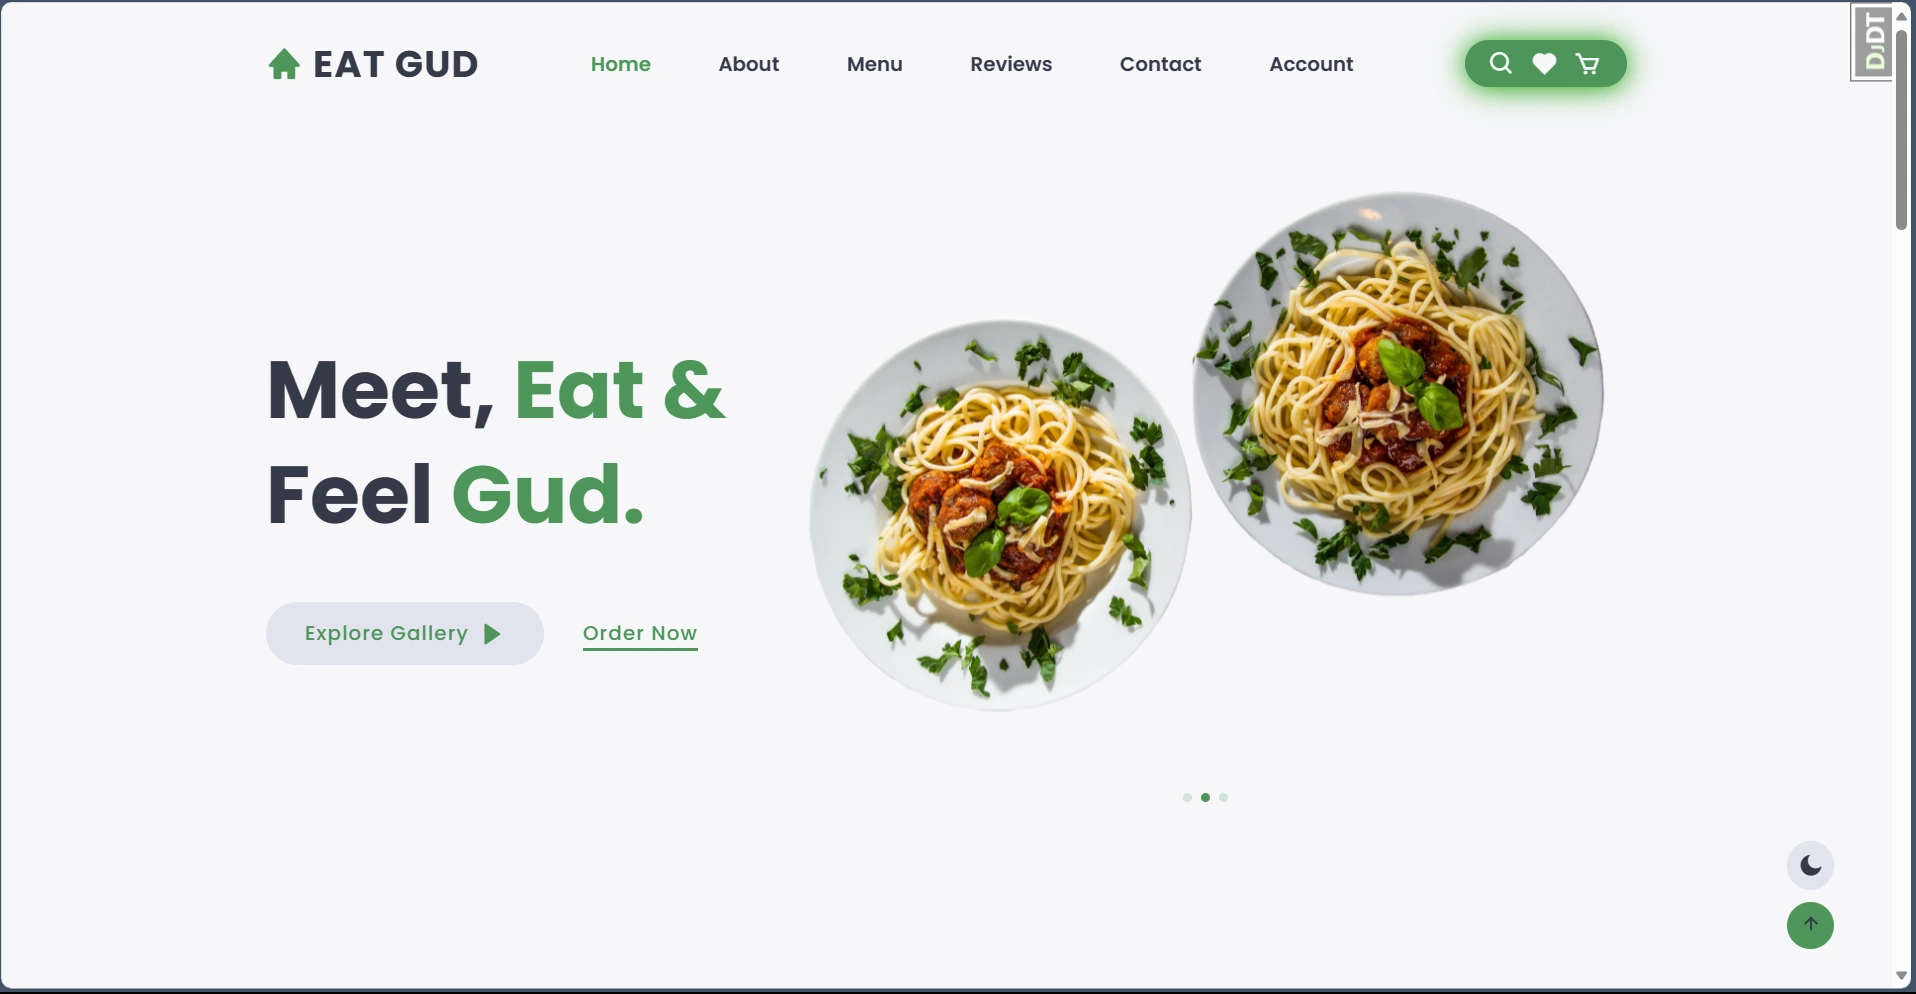 EAT GUD
Home
About
Menu
Reviews
Contact
Account
DJDT
Meet, Eat &
Feel Gud.
Explore Gallery
Order Now